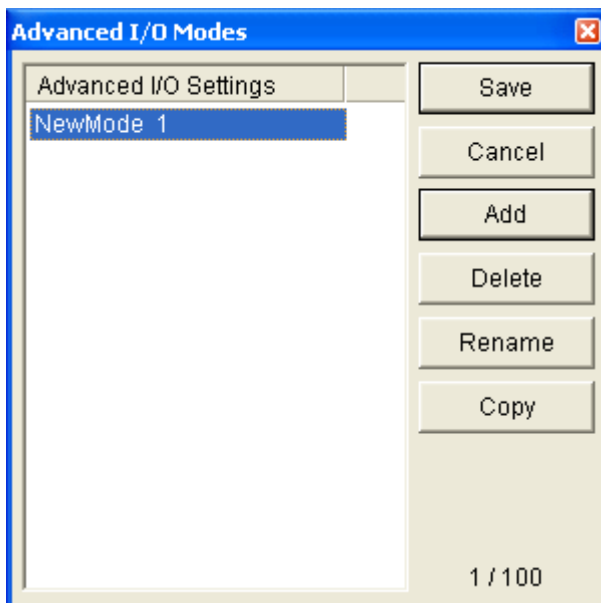 Advanced I/O Modes
Advanced I/O Settings
NewMode 1
Save
Cancel
Add
Delete
Rename
Copy
1 / 100